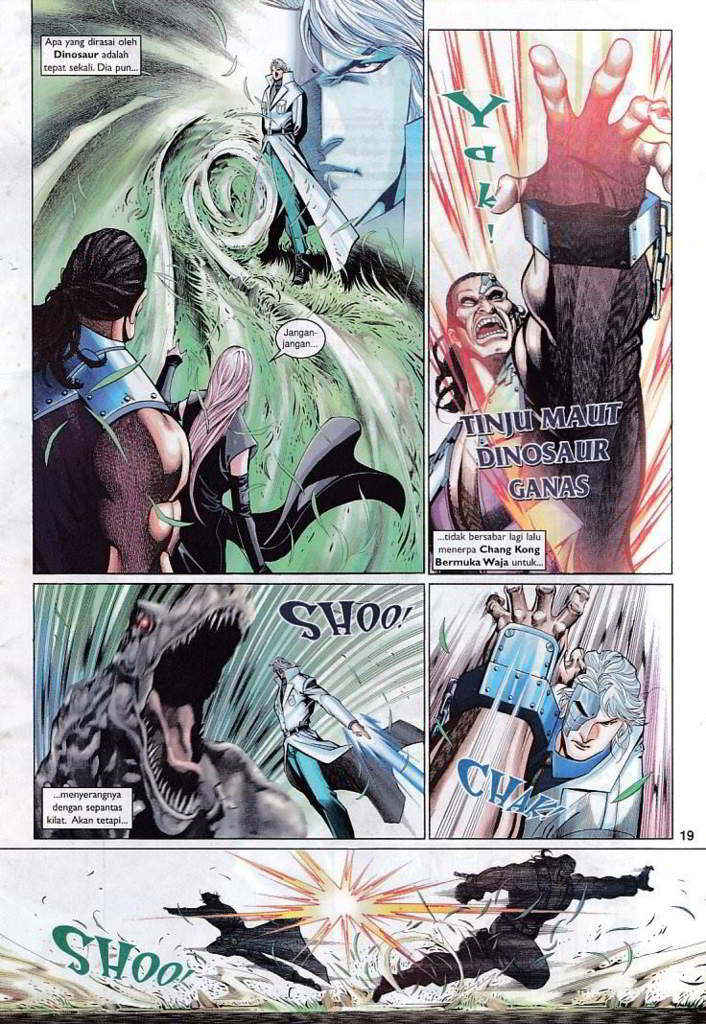 Apa yang dirasai oleh
Dinosaur adalah
tepat sekali. Dia pun...
Jangan-
jangan...
Yak!
TINJU MAUT
DINOSAUR
GANAS
...tidak bersabar lagi lalu
menerpa Chang Kong
Bermuka Waja untuk...
SHOO!
...menyerangnya
dengan sepantas
kilat. Akan tetapi...
CHAK!
19
SHOO!